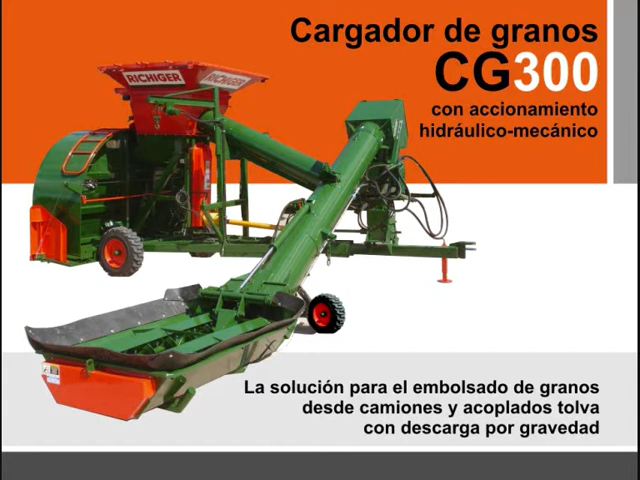 Cargador de granos
CG300
con accionamiento
hidráulico-mecánico
RICHIGER RICHIGER
La solución para el embolsado de granos
desde camiones y acoplados tolva
con descarga por gravedad